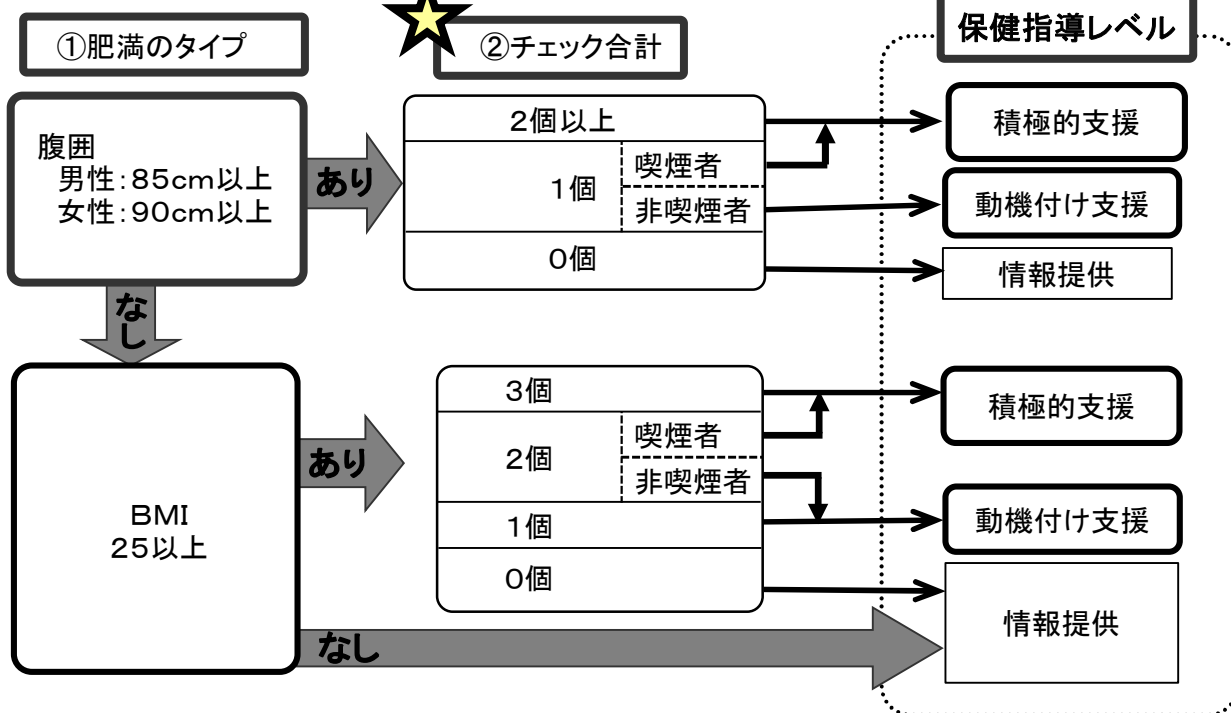 ①肥満のタイプ
②チェック合計
保健指導レベル
腹囲
男性:85cm以上
女性:90cm以上
あり
2個以上
1個
喫煙者
非喫煙者
0個
積極的支援
動機付け支援
情報提供
なし
BMI
25以上
あり
3個
2個
喫煙者
非喫煙者
1個
0個
積極的支援
動機付け支援
情報提供
なし